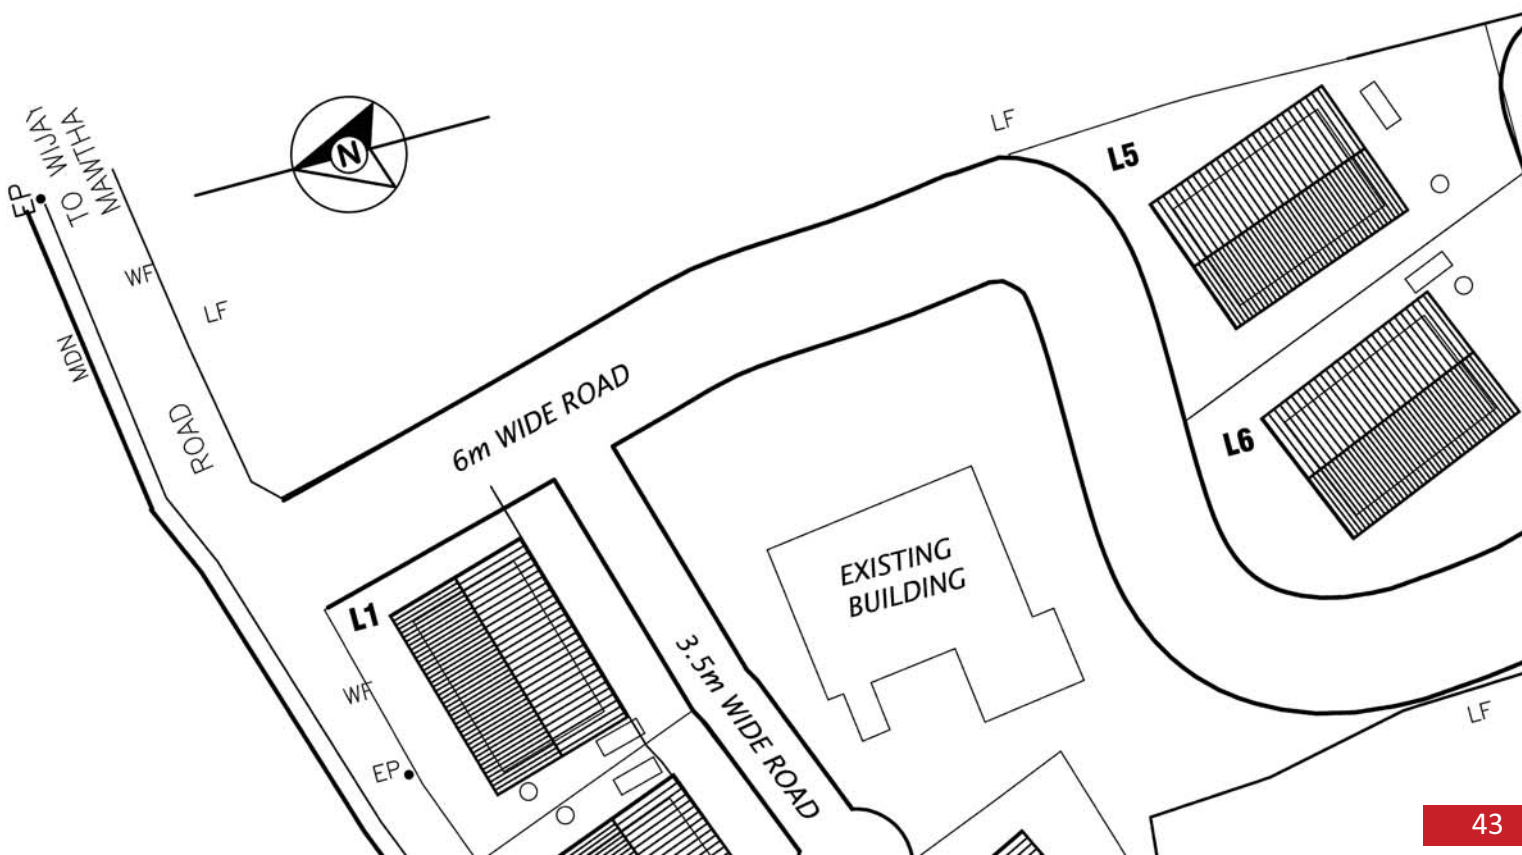 EP
TO WIJAY
MAWTHA
N
LF
L5
WF
LF
MDN
6m WIDE ROAD
ROAD
L6
EXISTING
BUILDING
L1
3.5m WIDE ROAD
WF
LF
EP
43